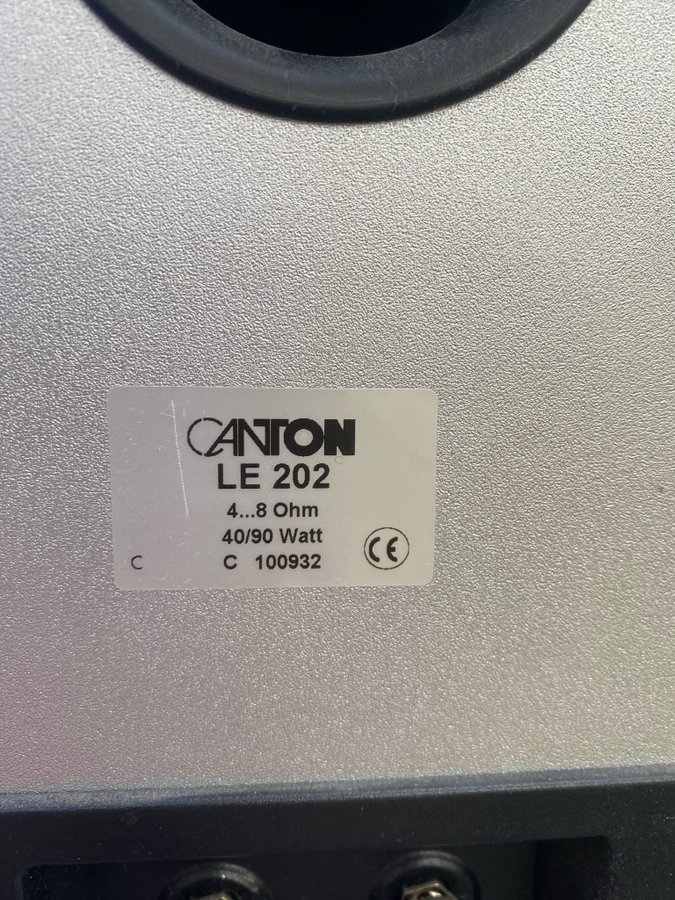 CANTON
LE 202
4...8 Ohm
40/90 Watt
C C 100932 CE